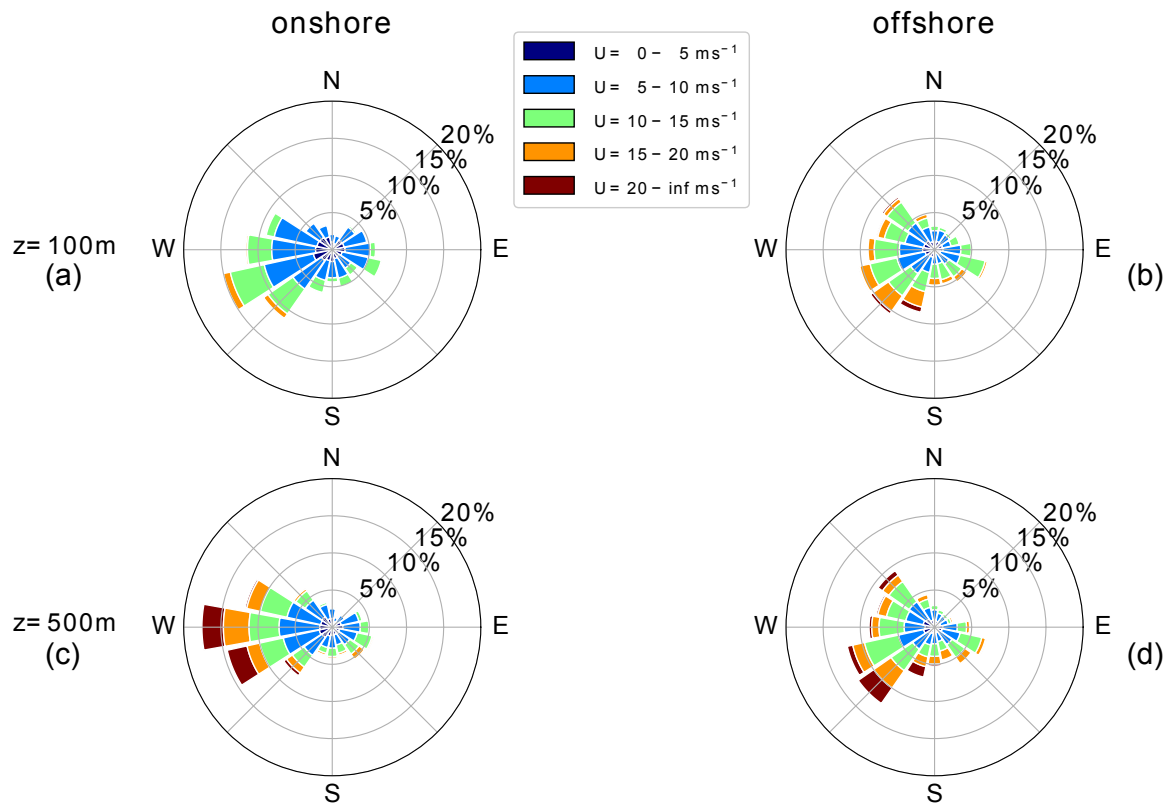 onshore
offshore
U = 0 – 5 ms⁻¹
U = 5 – 10 ms⁻¹
U = 10 – 15 ms⁻¹
U = 15 – 20 ms⁻¹
U = 20 – inf ms⁻¹
N
20%
15%
10%
5%
W
E
S
z= 100m
(a)
N
20%
15%
10%
5%
W
E
S
(b)
N
20%
15%
10%
5%
W
E
S
z= 500m
(c)
N
20%
15%
10%
5%
W
E
S
(d)